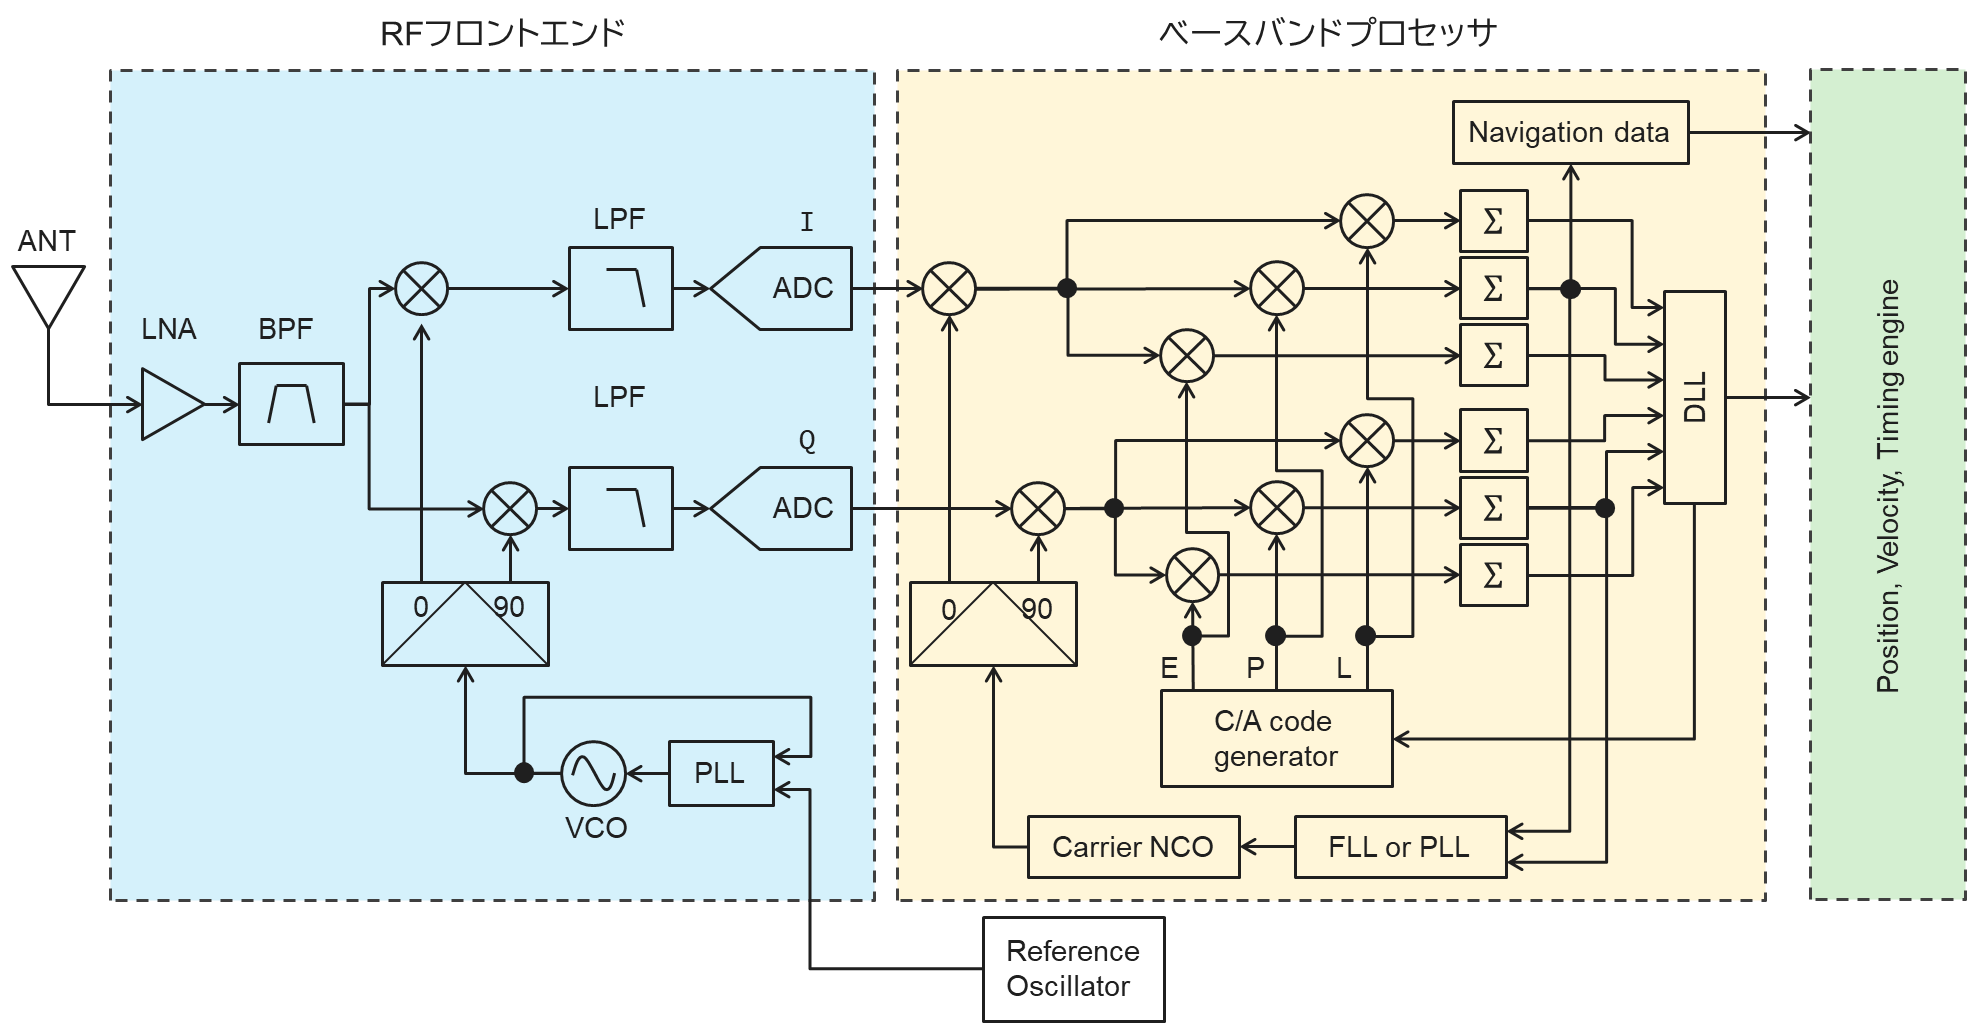 RFフロントエンド
ベースバンドプロセッサ
Navigation data
ANT
LNA
BPF
LPF
I
ADC
LPF
Q
ADC
0
90
VCO
PLL
Σ
Σ
Σ
Σ
Σ
Σ
DLL
0
90
E
P
L
C/A code
generator
Carrier NCO
FLL or PLL
Position, Velocity, Timing engine
Reference
Oscillator